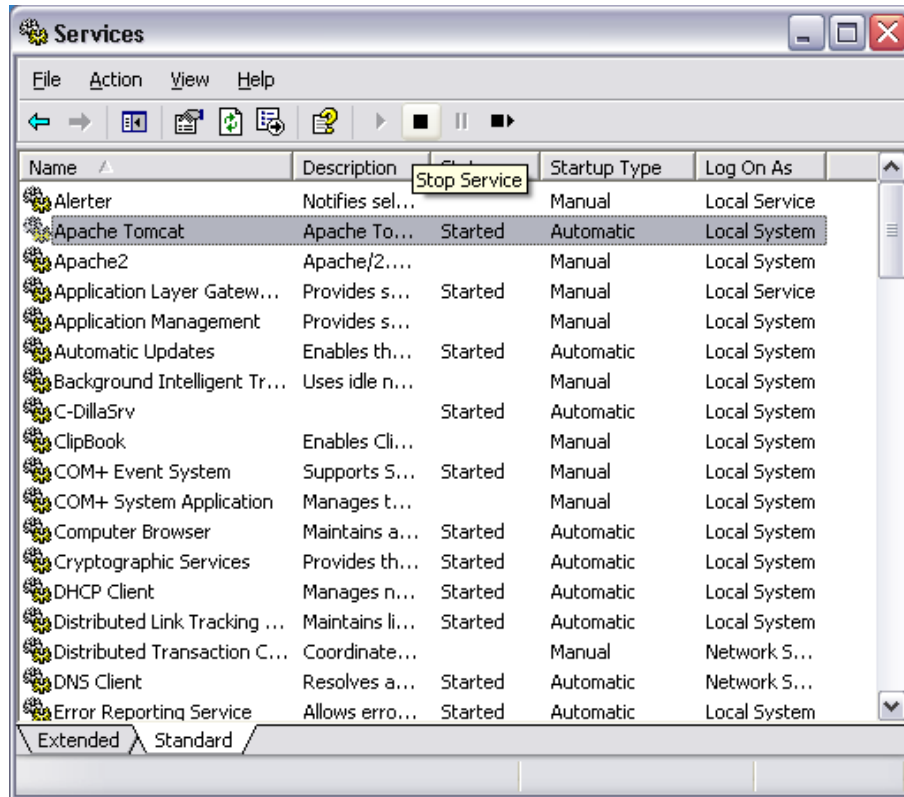 Services
File Action View Help
Name Description Startup Type Log On As
Stop Service
Alerter Notifies sel... Manual Local Service
Apache Tomcat Apache To... Started Automatic Local System
Apache2 Apache/2.... Manual Local System
Application Layer Gatew... Provides s... Started Manual Local Service
Application Management Provides s... Manual Local System
Automatic Updates Enables th... Started Automatic Local System
Background Intelligent Tr... Uses idle n... Manual Local System
C-DillaSrv Started Automatic Local System
ClipBook Enables Cli... Manual Local System
COM+ Event System Supports S... Started Manual Local System
COM+ System Application Manages t... Manual Local System
Computer Browser Maintains a... Started Automatic Local System
Cryptographic Services Provides th... Started Automatic Local System
DHCP Client Manages n... Started Automatic Local System
Distributed Link Tracking ... Maintains li... Started Automatic Local System
Distributed Transaction C... Coordinate... Manual Network S...
DNS Client Resolves a... Started Automatic Network S...
Error Reporting Service Allows erro... Started Automatic Local System
Extended Standard